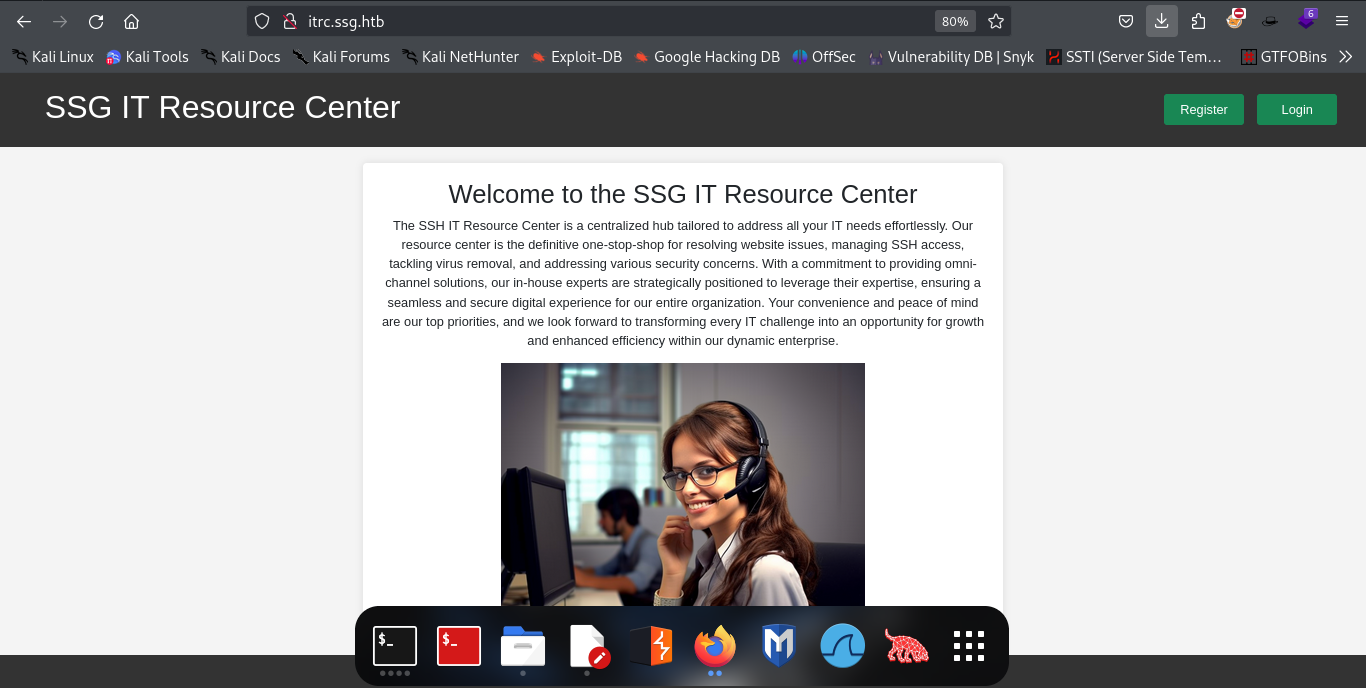 itrc.ssg.htb
80%
6
Kali Linux
Kali Tools
Kali Docs
Kali Forums
Kali NetHunter
Exploit-DB
Google Hacking DB
OffSec
Vulnerability DB | Snyk
SSTI (Server Side Tem…
GTFOBins
SSG IT Resource Center
Register
Login
Welcome to the SSG IT Resource Center
The SSH IT Resource Center is a centralized hub tailored to address all your IT needs effortlessly. Our
resource center is the definitive one-stop-shop for resolving website issues, managing SSH access,
tackling virus removal, and addressing various security concerns. With a commitment to providing omni-
channel solutions, our in-house experts are strategically positioned to leverage their expertise, ensuring a
seamless and secure digital experience for our entire organization. Your convenience and peace of mind
are our top priorities, and we look forward to transforming every IT challenge into an opportunity for growth
and enhanced efficiency within our dynamic enterprise.
$_
$_